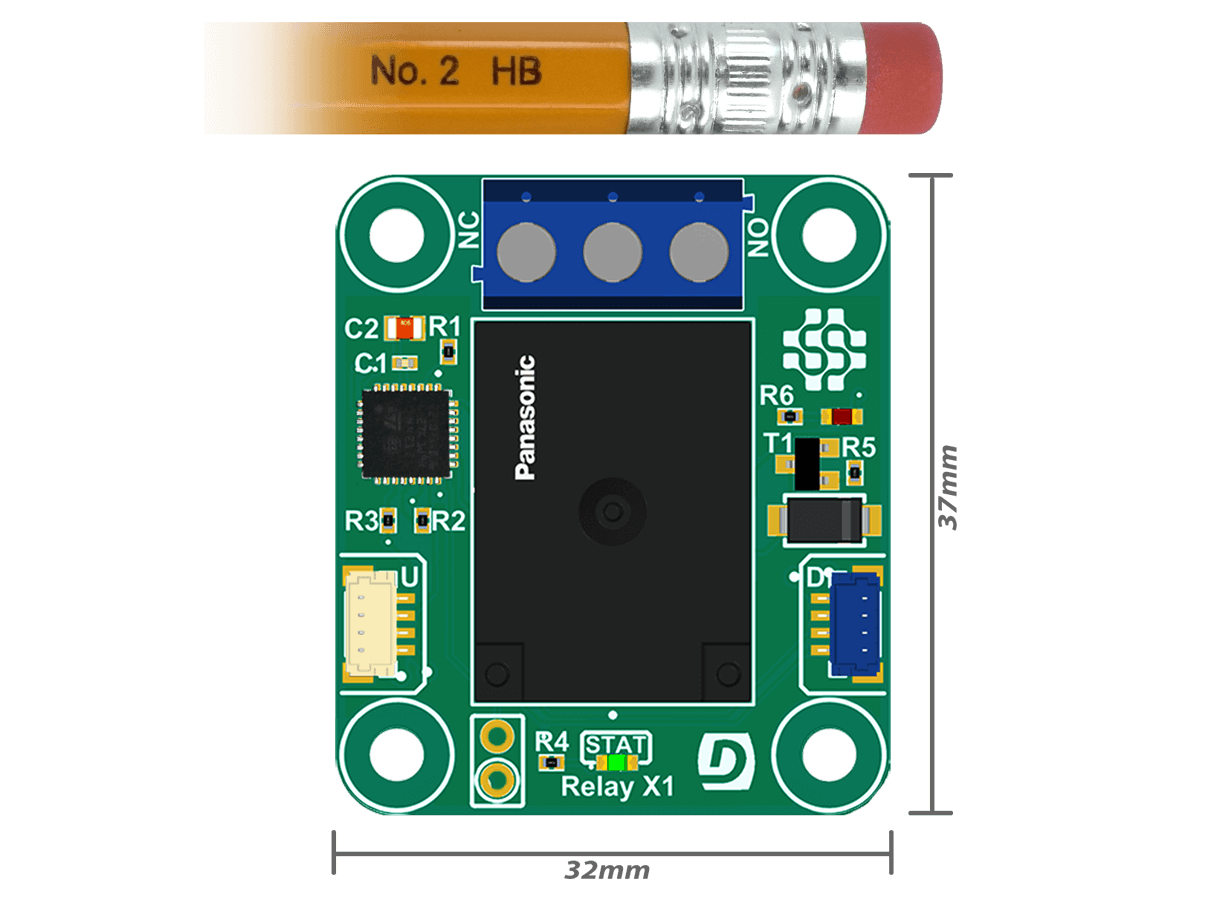 No. 2 HB
NC
NO
C2
R1
C1
Panasonic
R6
T1
R5
37mm
R3
R2
U
D
R4
STAT
Relay X1
32mm